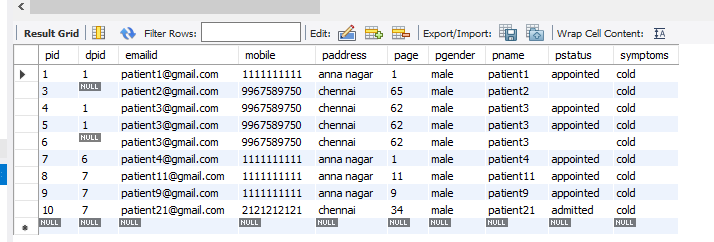 Result Grid Filter Rows: Edit: Export/Import: Wrap Cell Content: IA
pid dpid emailid mobile paddress page pgender pname pstatus symptoms
1 1 patient1@gmail.com 1111111111 anna nagar 1 male patient1 appointed cold
3 NULL patient2@gmail.com 9967589750 chennai 65 male patient2 cold
4 1 patient3@gmail.com 9967589750 chennai 62 male patient3 appointed cold
5 1 patient3@gmail.com 9967589750 chennai 62 male patient3 appointed cold
6 NULL patient3@gmail.com 9967589750 chennai 62 male patient3 cold
7 6 patient4@gmail.com 1111111111 anna nagar 1 male patient4 appointed cold
8 7 patient11@gmail.com 1111111111 anna nagar 11 male patient11 appointed cold
9 7 patient9@gmail.com 1111111111 anna nagar 9 male patient9 appointed cold
10 7 patient21@gmail.com 2121212121 chennai 34 male patient21 admitted cold
NULL NULL NULL NULL NULL NULL NULL NULL NULL NULL